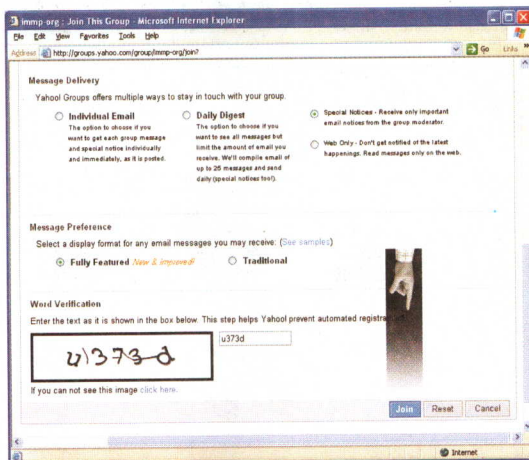 immp-org : Join This Group - Microsoft Internet Explorer
File Edit View Favorites Tools Help
Address http://groups.yahoo.com/group/immp-org/join? Go Links »
Message Delivery
Yahoo Groups offers multiple ways to stay in touch with your group.
Individual Email
The option to choose if you
want to get each group message
and special notice individually
and immediately, as it is posted.
Daily Digest
The option to choose if you
want to see all messages but
limit the amount of email you
receive. We'll compile email of
up to 25 messages and send
daily (special notices too!).
Special Notices - Receive only important
email notices from the group moderator.
Web Only - Don't get notified of the latest
happenings. Read messages only on the web.
Message Preference
Select a display format for any email messages you may receive: (See samples)
Fully Featured New & improved! Traditional
Word Verification
Enter the text as it is shown in the box below. This step helps Yahoo! prevent automated
u373d
u373d
If you can not see this image click here.
Join Reset Cancel
Internet